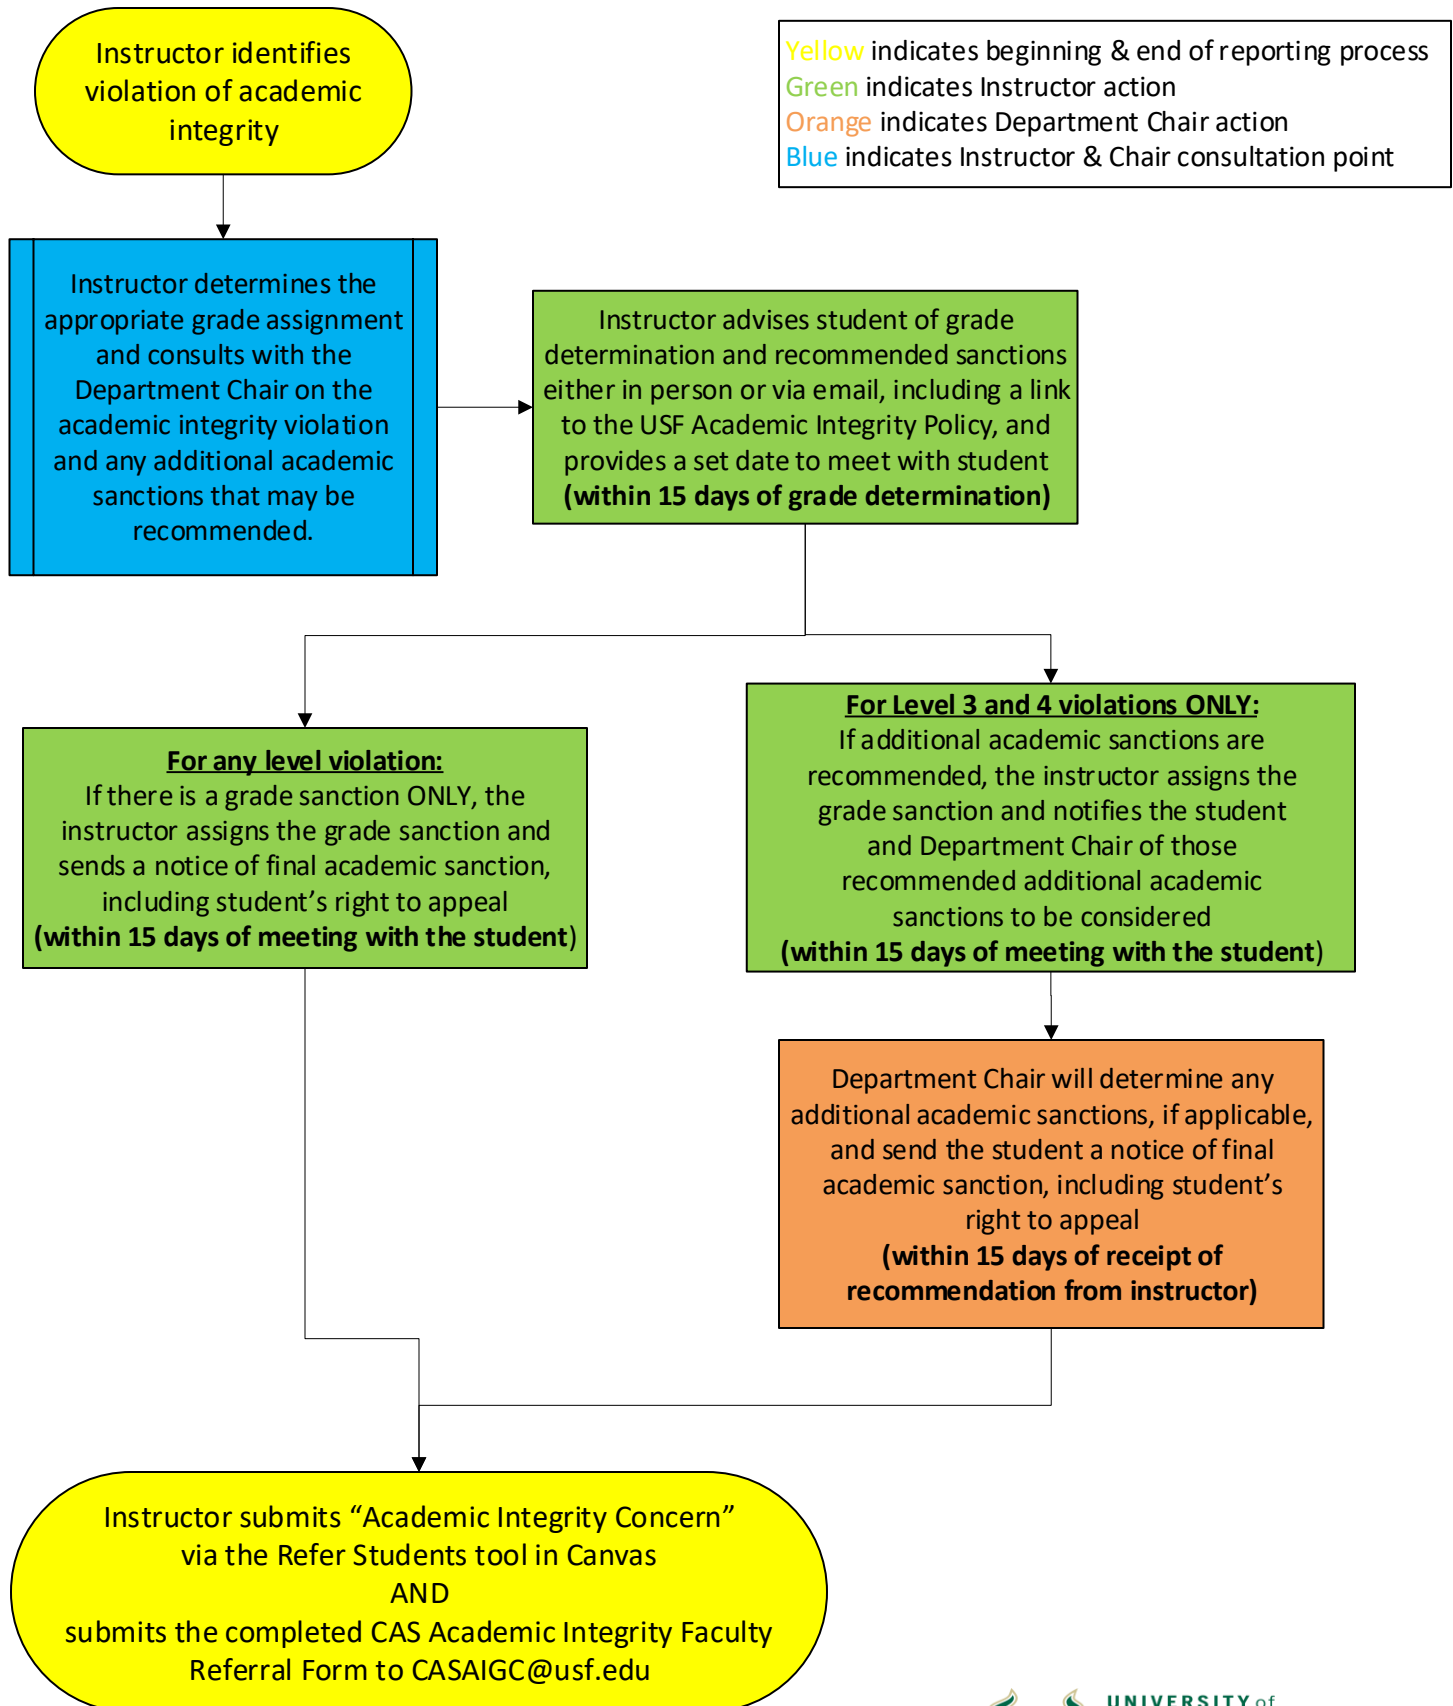 Instructor identifies
violation of academic
integrity
Yellow indicates beginning & end of reporting process
Green indicates Instructor action
Orange indicates Department Chair action
Blue indicates Instructor & Chair consultation point
Instructor determines the
appropriate grade assignment
and consults with the
Department Chair on the
academic integrity violation
and any additional academic
sanctions that may be
recommended.
Instructor advises student of grade
determination and recommended sanctions
either in person or via email, including a link
to the USF Academic Integrity Policy, and
provides a set date to meet with student
(within 15 days of grade determination)
For any level violation:
If there is a grade sanction ONLY, the
instructor assigns the grade sanction and
sends a notice of final academic sanction,
including student’s right to appeal
(within 15 days of meeting with the student)
For Level 3 and 4 violations ONLY:
If additional academic sanctions are
recommended, the instructor assigns the
grade sanction and notifies the student
and Department Chair of those
recommended additional academic
sanctions to be considered
(within 15 days of meeting with the student)
Department Chair will determine any
additional academic sanctions, if applicable,
and send the student a notice of final
academic sanction, including student’s
right to appeal
(within 15 days of receipt of
recommendation from instructor)
Instructor submits “Academic Integrity Concern”
via the Refer Students tool in Canvas
AND
submits the completed CAS Academic Integrity Faculty
Referral Form to CASAIGC@usf.edu
UNIVERSITY of